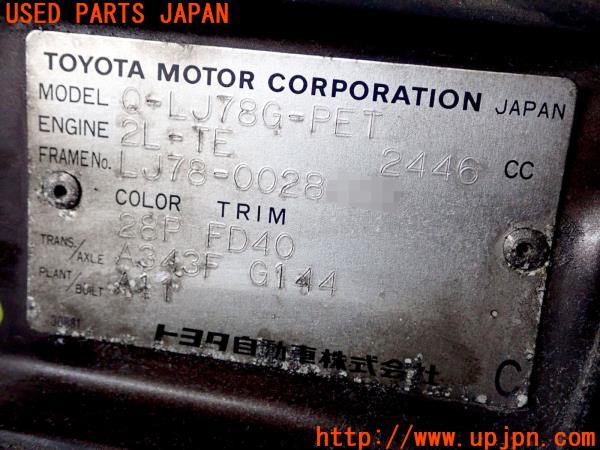 USED PARTS JAPAN
TOYOTA MOTOR CORPORATION JAPAN
MODEL Q-LJ78G-PET
ENGINE 2L-TE 2446 CC
FRAME No. LJ78-0028
COLOR TRIM
28P FD40
TRANS./AXLE A343F G144
PLANT/BUILT A11
トヨタ自動車株式会社 C
http://www.upjpn.com